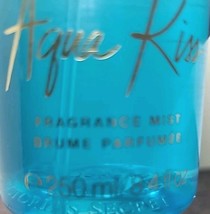 Aqua Kiss
FRAGRANCE MIST
BRUME PARFUMÉE
℮250 ml / 8.4 fl oz